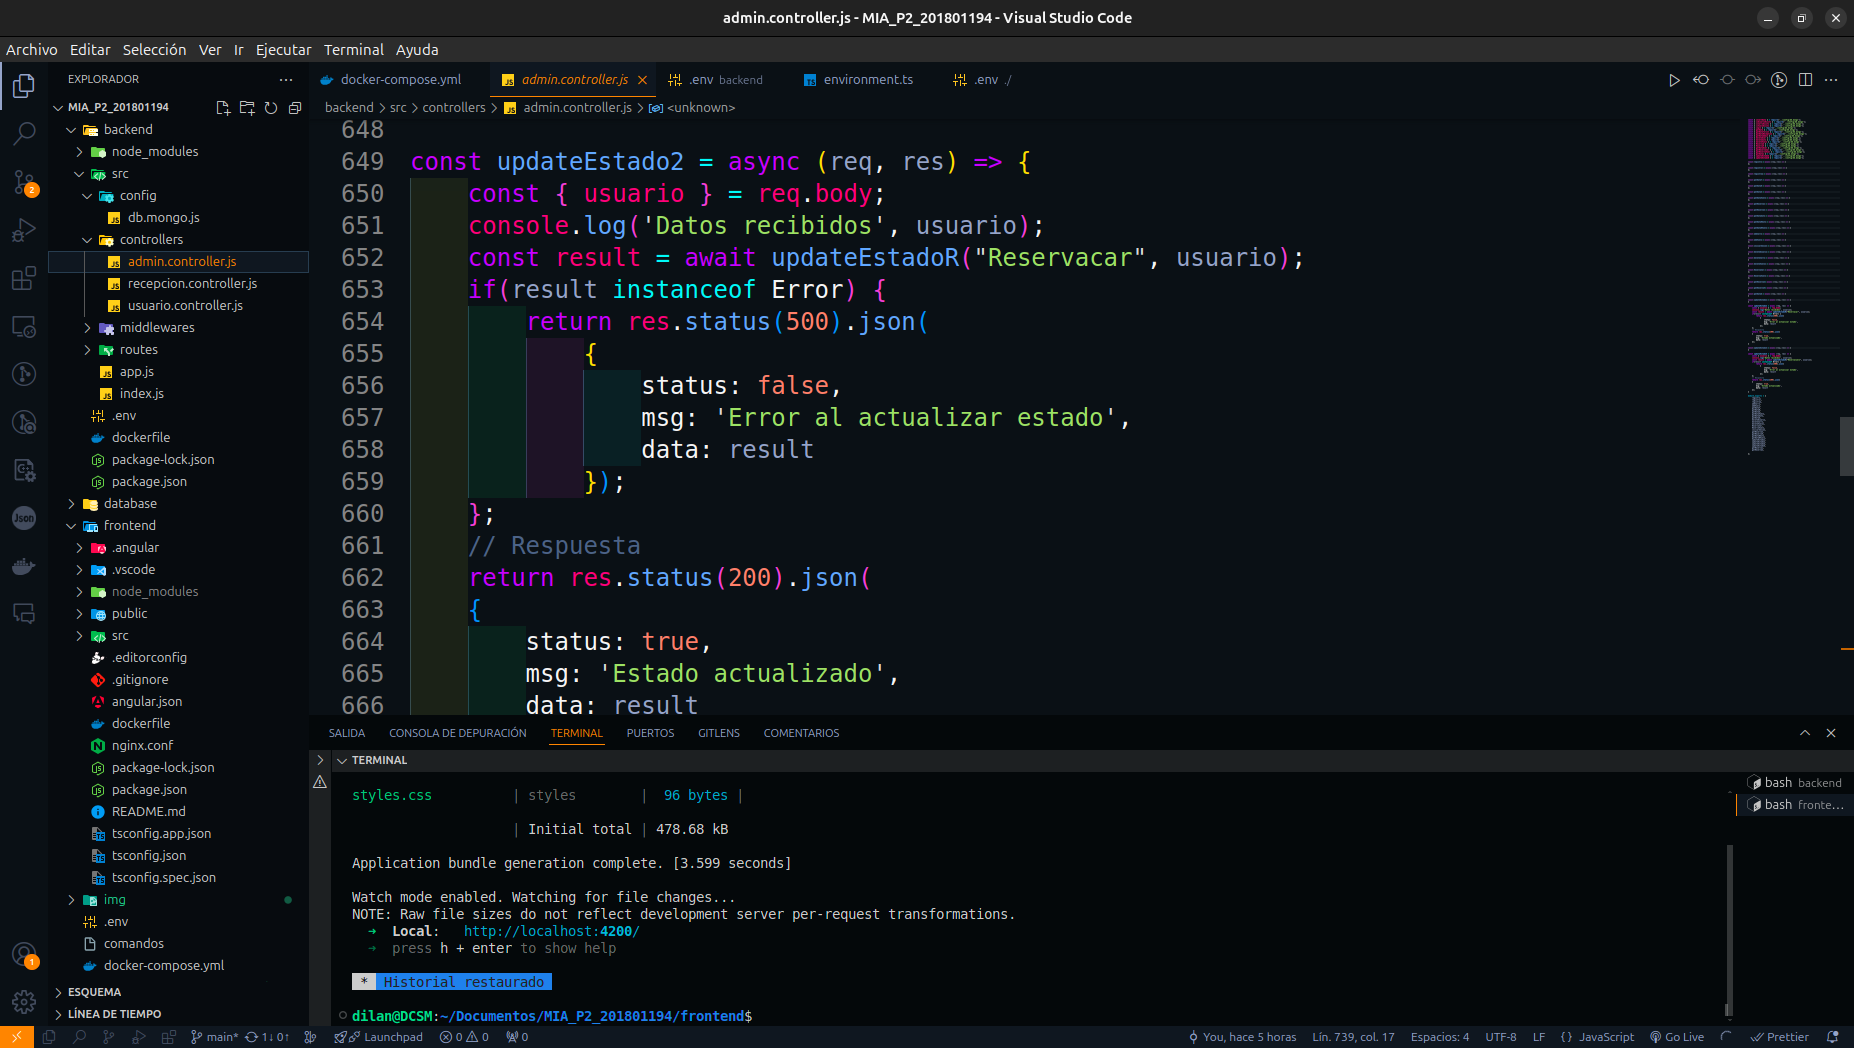 admin.controller.js - MIA_P2_201801194 - Visual Studio Code
Archivo Editar Selección Ver Ir Ejecutar Terminal Ayuda
EXPLORADOR
MIA_P2_201801194
backend
node_modules
src
config
db.mongo.js
controllers
admin.controller.js
recepcion.controller.js
usuario.controller.js
middlewares
routes
app.js
index.js
.env
dockerfile
package-lock.json
package.json
database
frontend
.angular
.vscode
node_modules
public
src
.editorconfig
.gitignore
angular.json
dockerfile
nginx.conf
package-lock.json
package.json
README.md
tsconfig.app.json
tsconfig.json
tsconfig.spec.json
img
.env
comandos
docker-compose.yml
ESQUEMA
LÍNEA DE TIEMPO
docker-compose.yml admin.controller.js .env backend environment.ts .env ./
backend > src > controllers > admin.controller.js > <unknown>
648
649 const updateEstado2 = async (req, res) => {
650 const { usuario } = req.body;
651 console.log('Datos recibidos', usuario);
652 const result = await updateEstadoR("Reservacar", usuario);
653 if(result instanceof Error) {
654 return res.status(500).json(
655 {
656 status: false,
657 msg: 'Error al actualizar estado',
658 data: result
659 });
660 };
661 // Respuesta
662 return res.status(200).json(
663 {
664 status: true,
665 msg: 'Estado actualizado',
666 data: result
SALIDA CONSOLA DE DEPURACIÓN TERMINAL PUERTOS GITLENS COMENTARIOS
TERMINAL
styles.css | styles | 96 bytes |
| Initial total | 478.68 kB
Application bundle generation complete. [3.599 seconds]
Watch mode enabled. Watching for file changes...
NOTE: Raw file sizes do not reflect development server per-request transformations.
➜ Local: http://localhost:4200/
➜ press h + enter to show help
* Historial restaurado
dilan@DCSM:~/Documentos/MIA_P2_201801194/frontend$
bash backend
bash fronte...
2
Json
1
main* 1↓ 0↑ Launchpad 0 0 0 You, hace 5 horas Lín. 739, col. 17 Espacios: 4 UTF-8 LF {} JavaScript Go Live Prettier